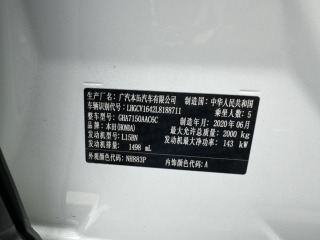 生产厂名：广汽本田汽车有限公司 制造国：中华人民共和国
车辆识别代号：LHGCV1642L8188711 乘坐人数：5
整车型号：GHA7150AAC6C 制造年月：2020年06月
品牌：本田(HONDA) 最大允许总质量：2000 kg
发动机型号：L15BN 发动机最大净功率：143 kW
发动机排量：1498 ml
外观颜色代码：NH883P 内饰颜色代码：A